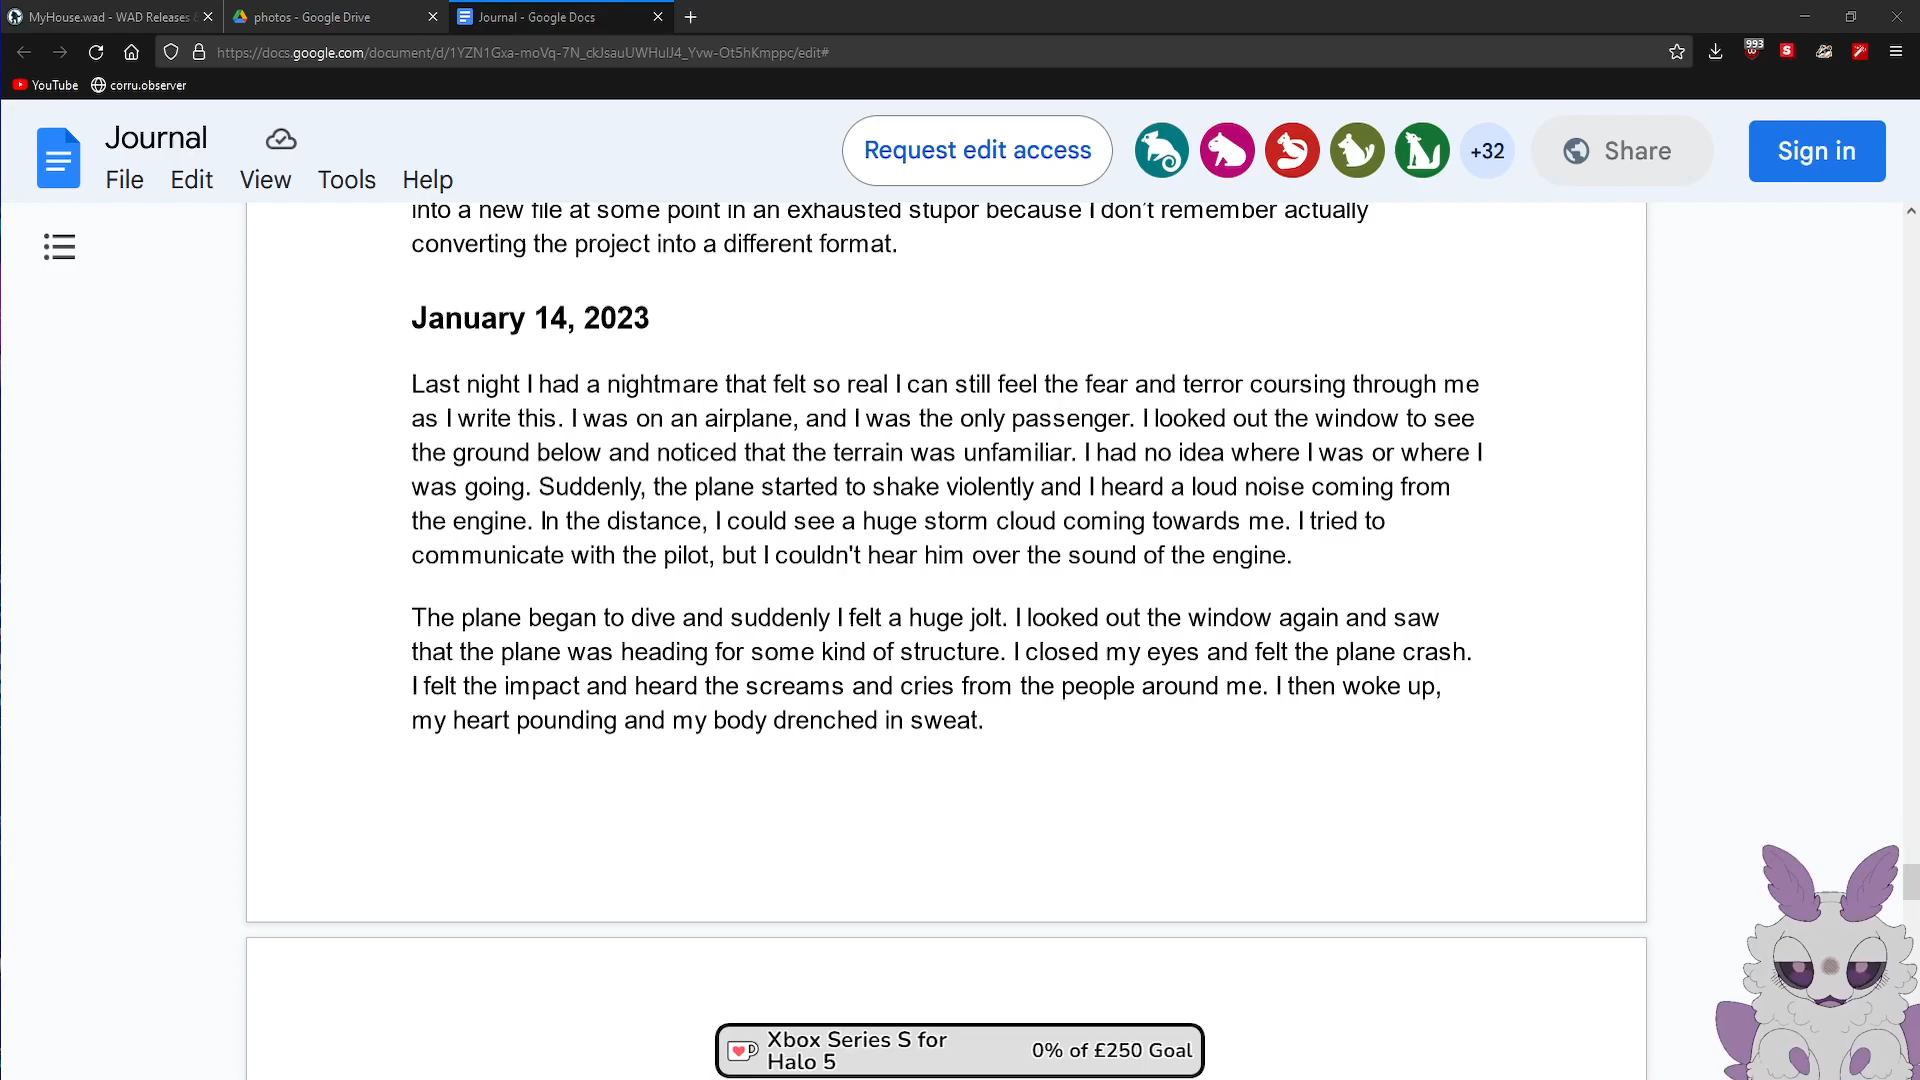 MyHouse.wad - WAD Releases
photos - Google Drive
Journal - Google Docs
https://docs.google.com/document/d/1YZN1Gxa-moVq-7N_ckJsauUWHulJ4_Yvw-Ot5hKmppc/edit#
993
S
YouTube
corru.observer
Journal
File Edit View Tools Help
Request edit access
+32
Share
Sign in
into a new file at some point in an exhausted stupor because I don't remember actually
converting the project into a different format.
January 14, 2023
Last night I had a nightmare that felt so real I can still feel the fear and terror coursing through me
as I write this. I was on an airplane, and I was the only passenger. I looked out the window to see
the ground below and noticed that the terrain was unfamiliar. I had no idea where I was or where I
was going. Suddenly, the plane started to shake violently and I heard a loud noise coming from
the engine. In the distance, I could see a huge storm cloud coming towards me. I tried to
communicate with the pilot, but I couldn't hear him over the sound of the engine.
The plane began to dive and suddenly I felt a huge jolt. I looked out the window again and saw
that the plane was heading for some kind of structure. I closed my eyes and felt the plane crash.
I felt the impact and heard the screams and cries from the people around me. I then woke up,
my heart pounding and my body drenched in sweat.
Xbox Series S for
Halo 5
0% of £250 Goal